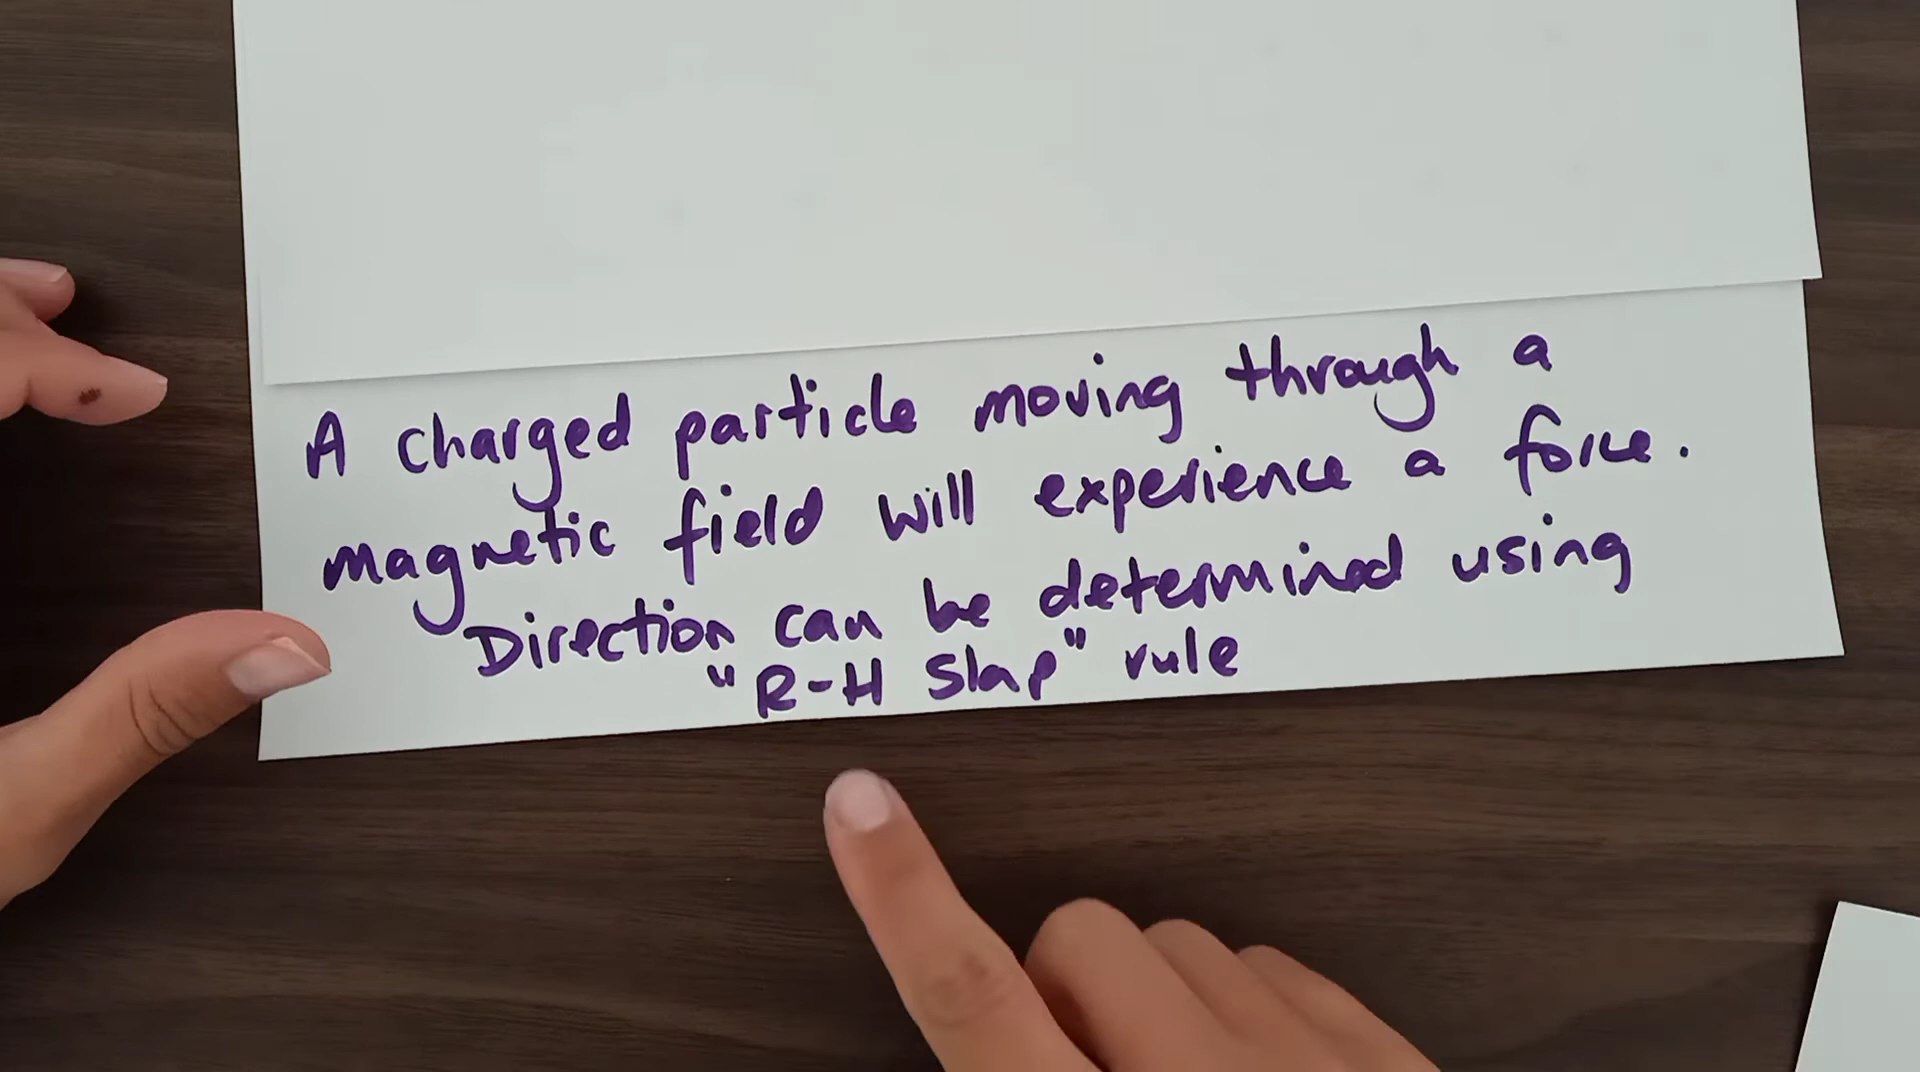 A charged particle moving through a
magnetic field will experience a force.
Direction can be determined using
"R-H Slap" rule